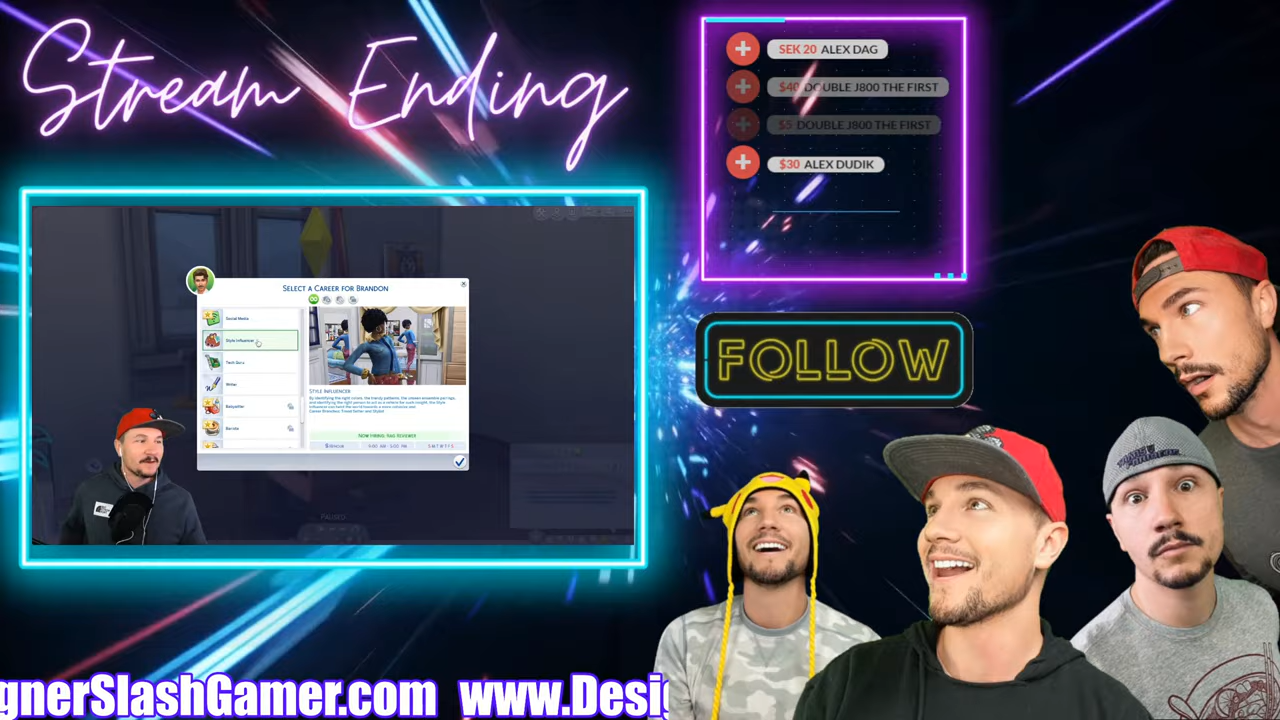 Stream Ending
SEK 20 ALEX DAG
$40 DOUBLE J800 THE FIRST
$5 DOUBLE J800 THE FIRST
$30 ALEX DUDIK
FOLLOW
SELECT A CAREER FOR BRANDON
Social Media
Style Influencer
Tech Guru
Writer
Babysitter
Barista
STYLE INFLUENCER
PAUSED
gnerSlashGamer.com www.Desig